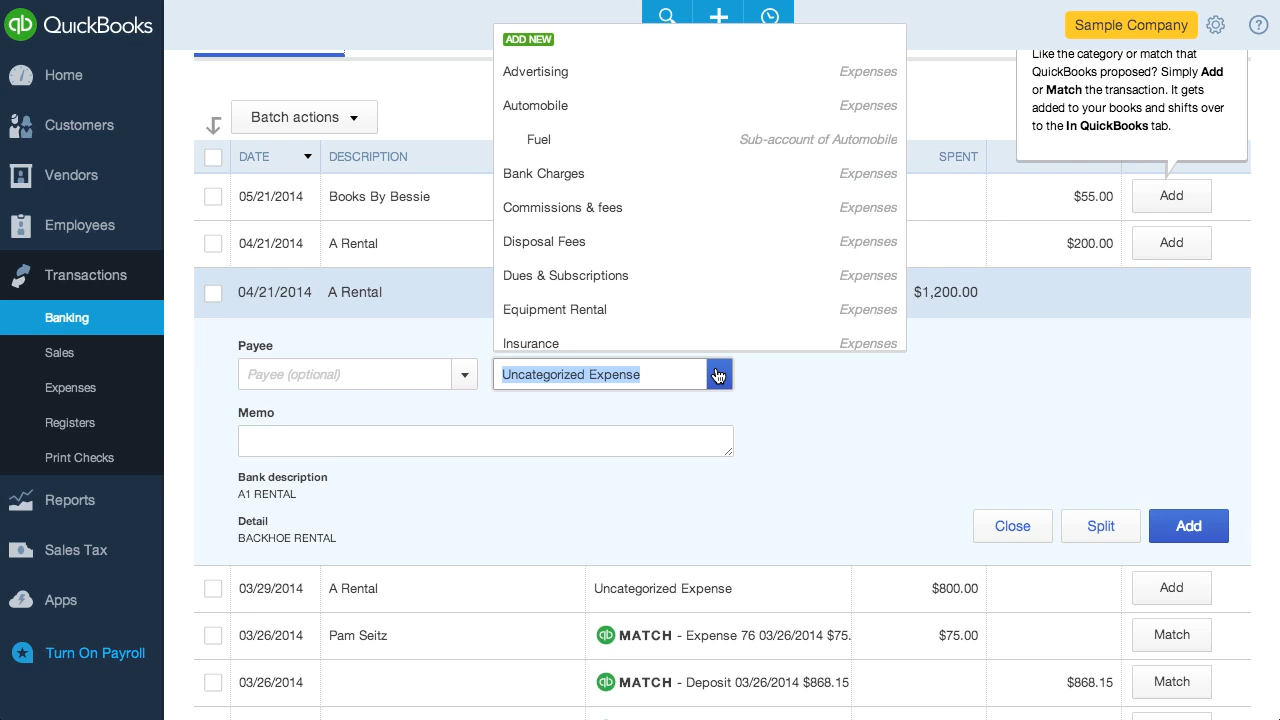 qb QuickBooks
Sample Company
Home
Customers
Vendors
Employees
Transactions
Banking
Sales
Expenses
Registers
Print Checks
Reports
Sales Tax
Apps
Turn On Payroll
Like the category or match that
QuickBooks proposed? Simply Add
or Match the transaction. It gets
added to your books and shifts over
to the In QuickBooks tab.
Batch actions
ADD NEW
Advertising Expenses
Automobile Expenses
Fuel Sub-account of Automobile
Bank Charges Expenses
Commissions & fees Expenses
Disposal Fees Expenses
Dues & Subscriptions Expenses
Equipment Rental Expenses
Insurance Expenses
DATE DESCRIPTION SPENT
05/21/2014 Books By Bessie $55.00 Add
04/21/2014 A Rental $200.00 Add
04/21/2014 A Rental $1,200.00
Payee
Payee (optional) Uncategorized Expense
Memo
Bank description
A1 RENTAL
Detail
BACKHOE RENTAL
Close Split Add
03/29/2014 A Rental Uncategorized Expense $800.00 Add
03/26/2014 Pam Seitz qb MATCH - Expense 76 03/26/2014 $75. $75.00 Match
03/26/2014 qb MATCH - Deposit 03/26/2014 $868.15 $868.15 Match